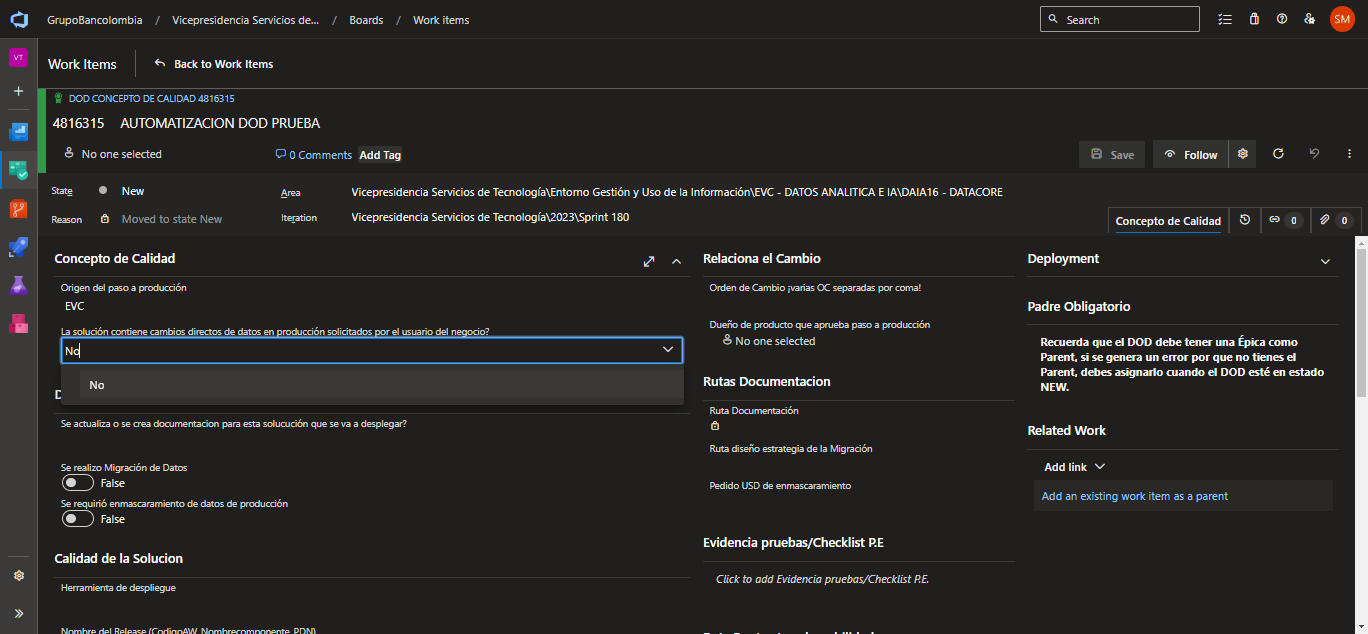 GrupoBancolombia / Vicepresidencia Servicios de... / Boards / Work items
Search
SM
VT
Work Items
Back to Work Items
DOD CONCEPTO DE CALIDAD 4816315
4816315 AUTOMATIZACION DOD PRUEBA
No one selected
0 Comments
Add Tag
Save
Follow
State
New
Area
Vicepresidencia Servicios de Tecnología\Entorno Gestión y Uso de la Información\EVC - DATOS ANALITICA E IA\DAIA16 - DATACORE
Reason
Moved to state New
Iteration
Vicepresidencia Servicios de Tecnología\2023\Sprint 180
Concepto de Calidad
0
0
Concepto de Calidad
Origen del paso a producción
EVC
La solución contiene cambios directos de datos en producción solicitados por el usuario del negocio?
No
No
D
Se actualiza o se crea documentacion para esta solucución que se va a desplegar?
Se realizo Migración de Datos
False
Se requirió enmascaramiento de datos de producción
False
Calidad de la Solucion
Herramienta de despliegue
Nombre del Release (CodigoAW_Nombrecomponente_PDN)
Relaciona el Cambio
Orden de Cambio ¡varias OC separadas por coma!
Dueño de producto que aprueba paso a producción
No one selected
Rutas Documentacion
Ruta Documentación
Ruta diseño estrategia de la Migración
Pedido USD de enmascaramiento
Evidencia pruebas/Checklist P.E
Click to add Evidencia pruebas/Checklist P.E.
Deployment
Padre Obligatorio
Recuerda que el DOD debe tener una Épica como
Parent, si se genera un error por que no tienes el
Parent, debes asignarlo cuando el DOD esté en estado
NEW.
Related Work
Add link
Add an existing work item as a parent